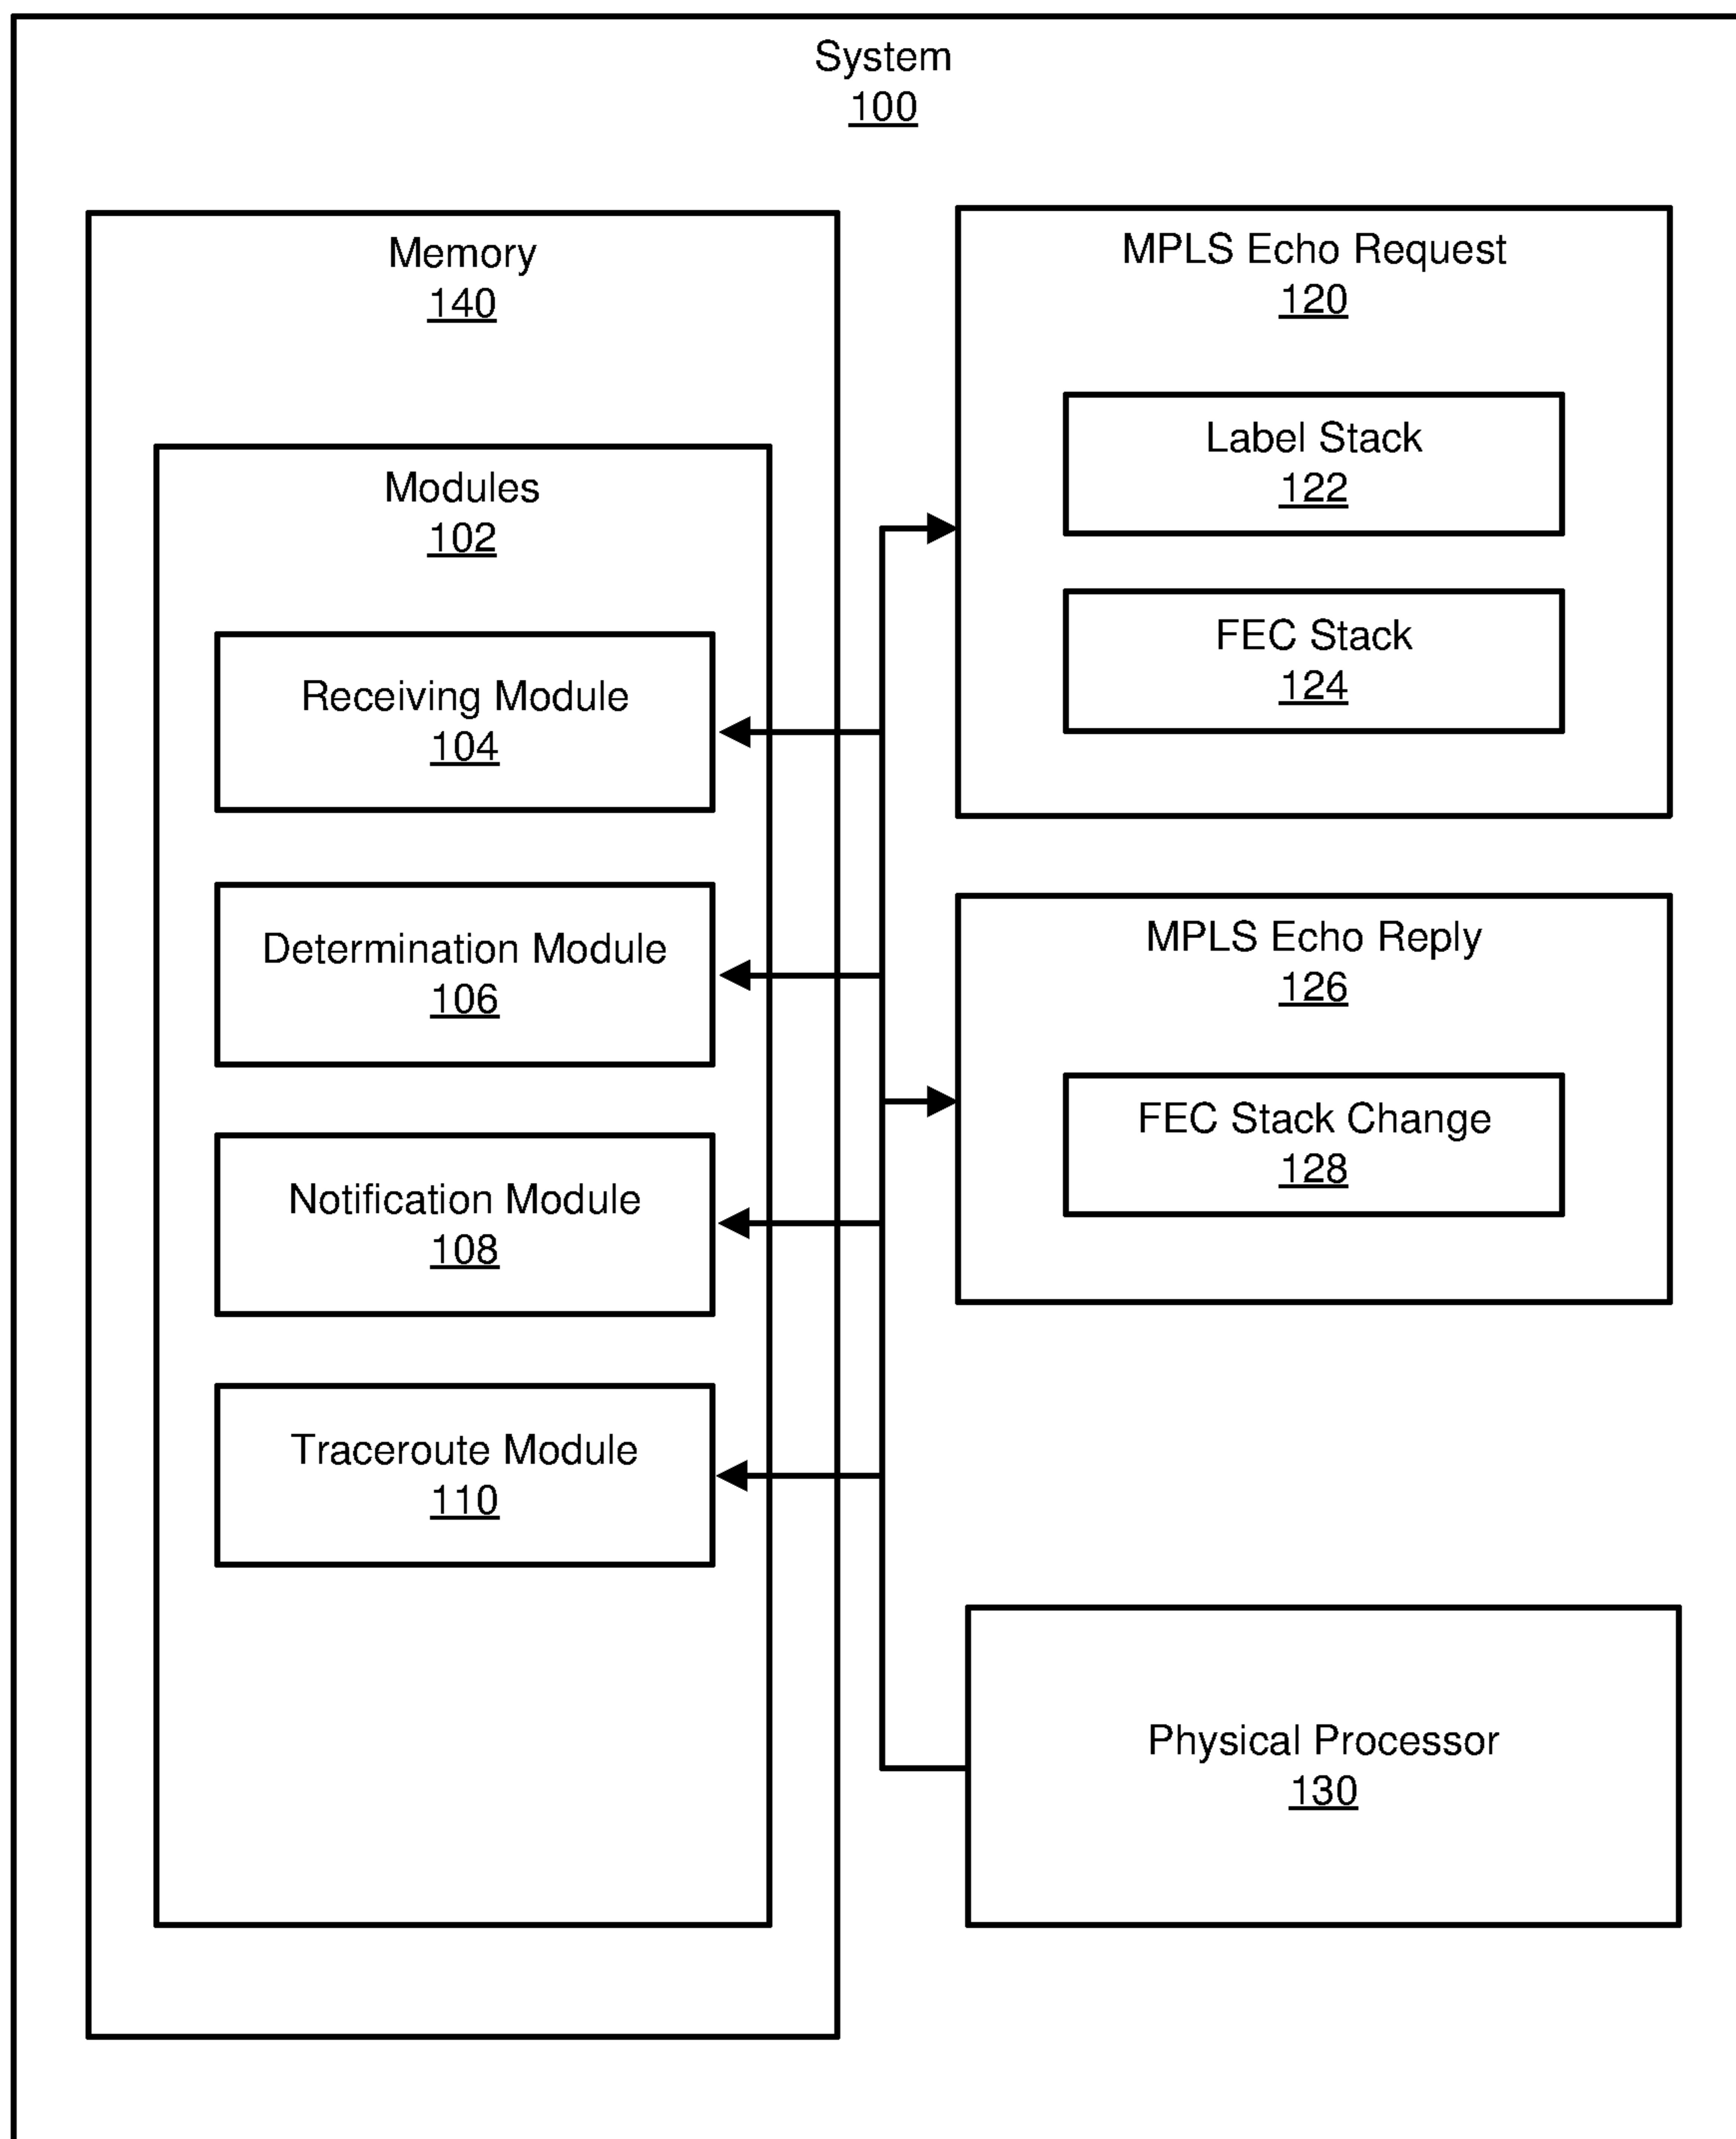 System
100
Memory
140
Modules
102
Receiving Module
104
Determination Module
106
Notification Module
108
Traceroute Module
110
MPLS Echo Request
120
Label Stack
122
FEC Stack
124
MPLS Echo Reply
126
FEC Stack Change
128
Physical Processor
130